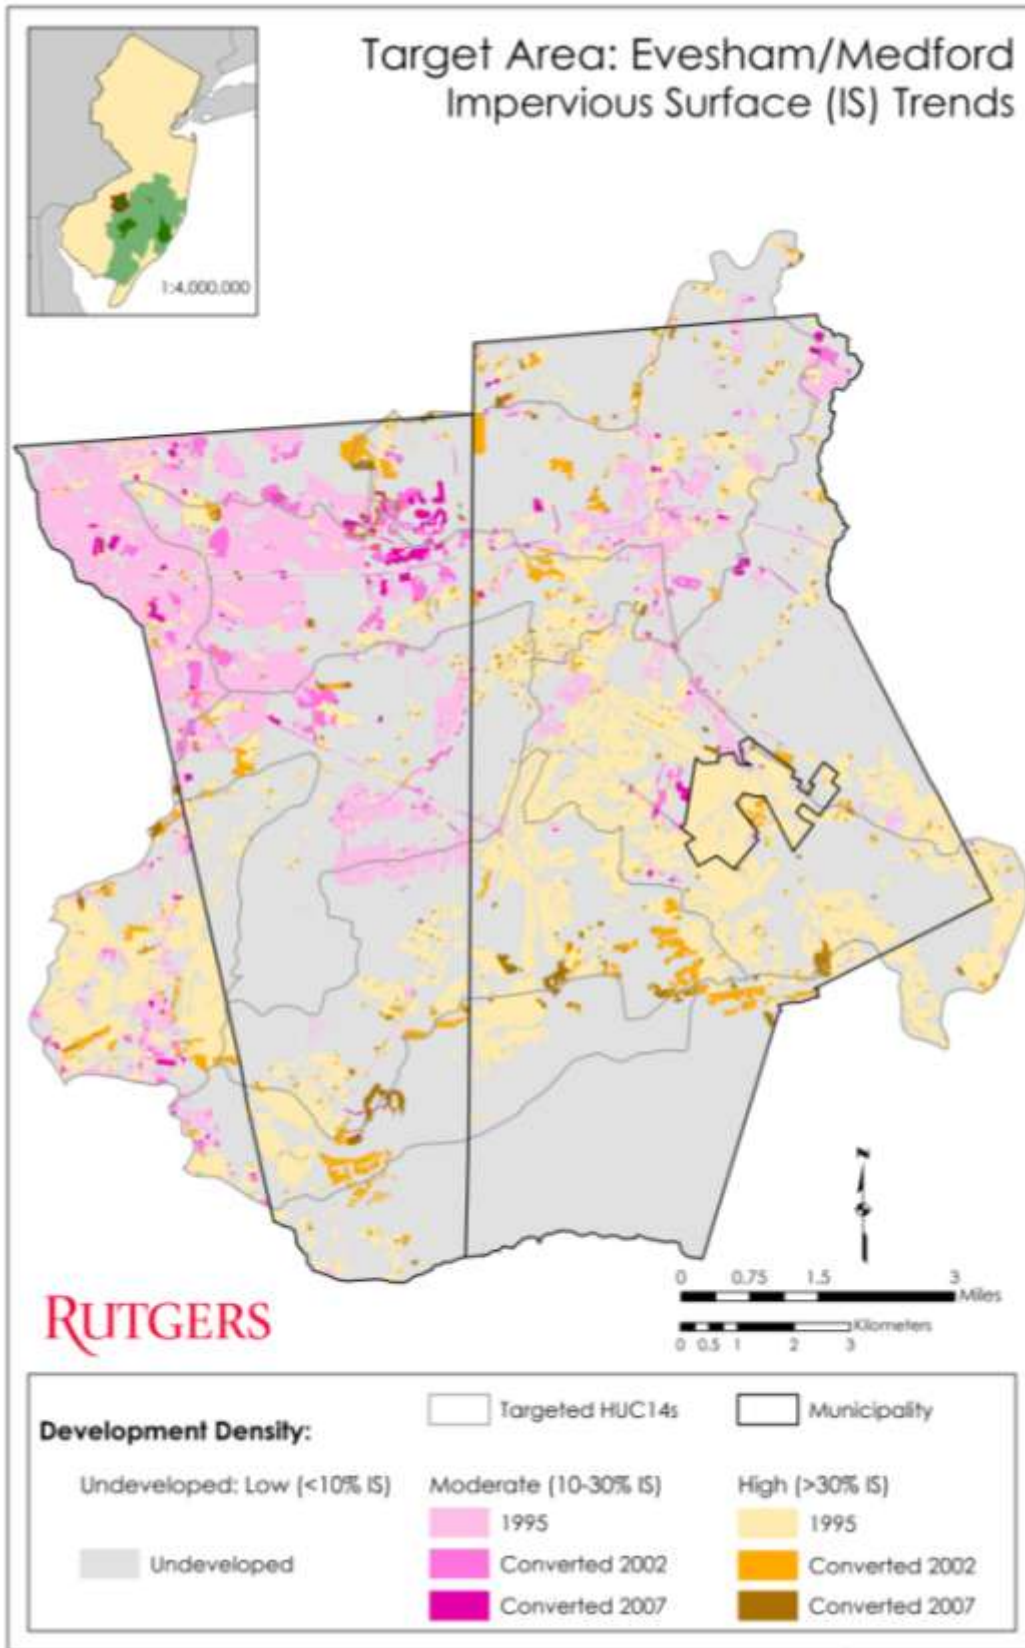 Target Area: Evesham/Medford
Impervious Surface (IS) Trends
1:4,000,000
N
0 0.75 1.5 3
Miles
Kilometers
0 0.5 1 2 3
RUTGERS
Development Density:
Targeted HUC14s
Municipality
Undeveloped: Low (<10% IS)
Moderate (10-30% IS)
High (>30% IS)
1995
1995
Undeveloped
Converted 2002
Converted 2002
Converted 2007
Converted 2007